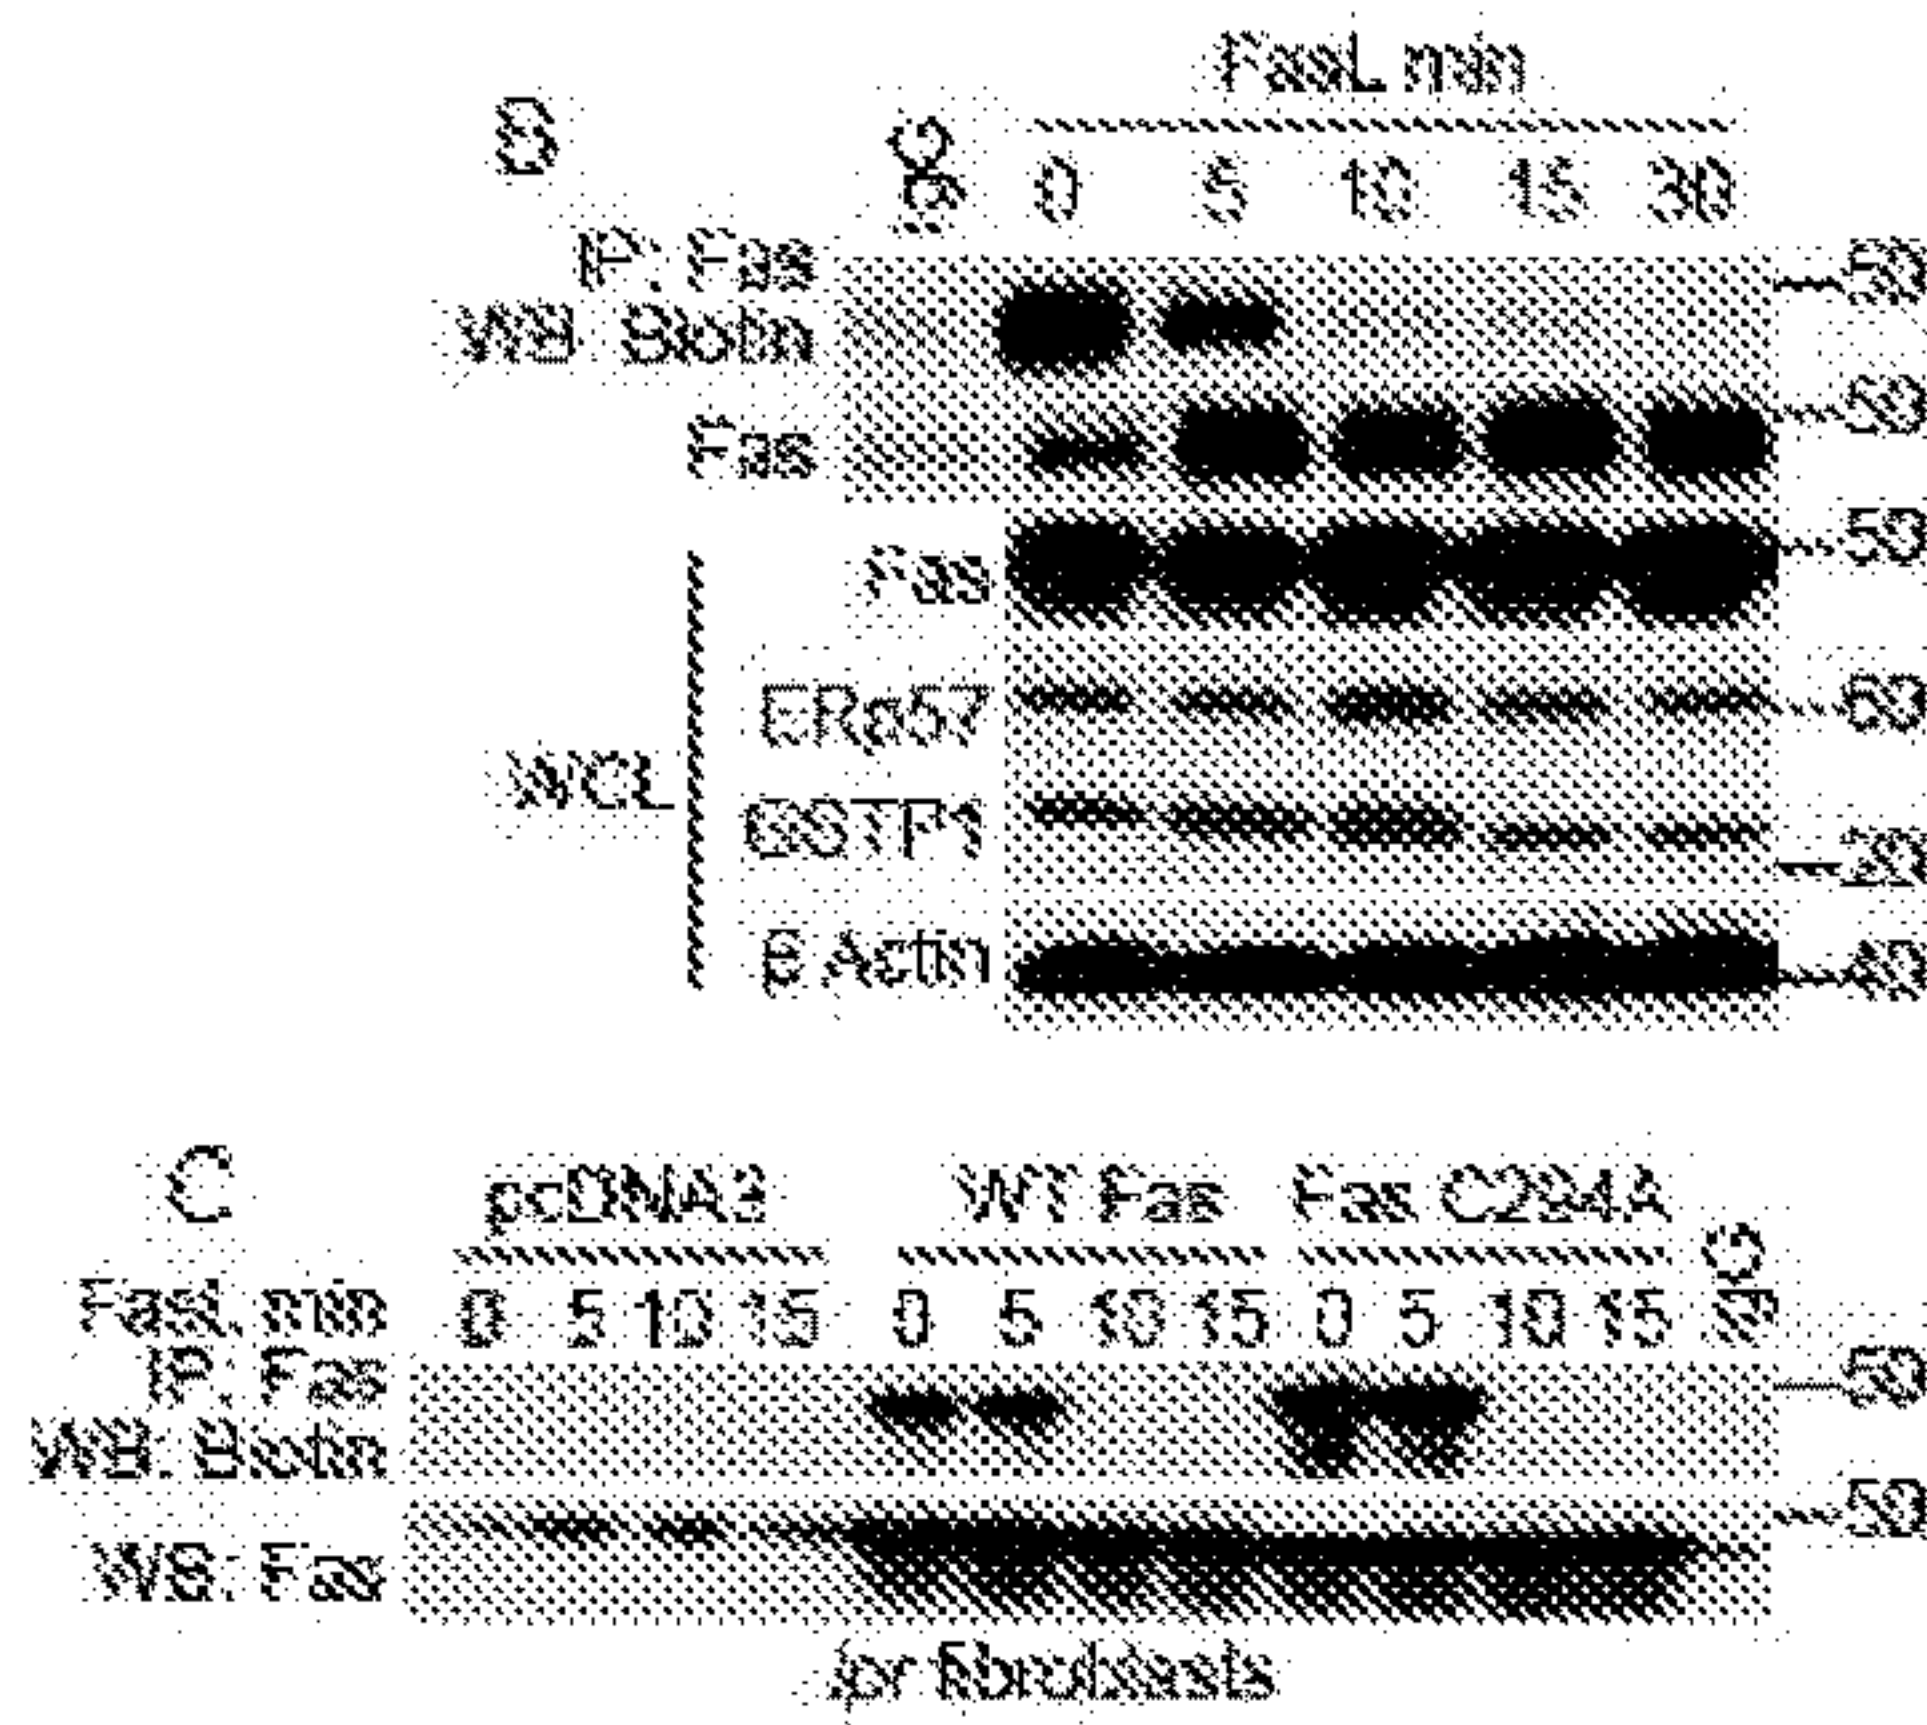 B
IgG
FasL min
0 5 10 15 30
IP: Fas
WB: Biotin
Fas
50
50
WCL
Fas
50
ERp57
60
GSTP1
20
β Actin
40
C
pcDNA3 WT Fas Fas C294A IgG
FasL min 0 5 10 15 0 5 10 15 0 5 10 15
IP: Fas
WB: Biotin
50
WB: Fas
50
lpr fibroblasts